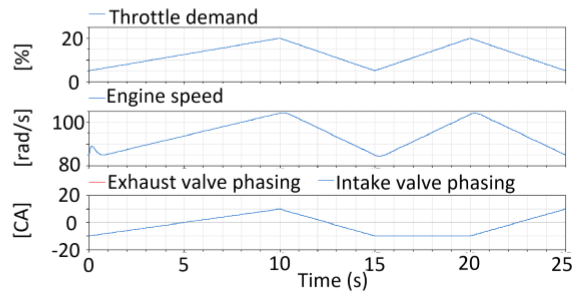 Throttle demand
20
[%]
0
Engine speed
100
[rad/s]
80
Exhaust valve phasing Intake valve phasing
20
[CA]
0
-20
0 5 10 15 20 25
Time (s)